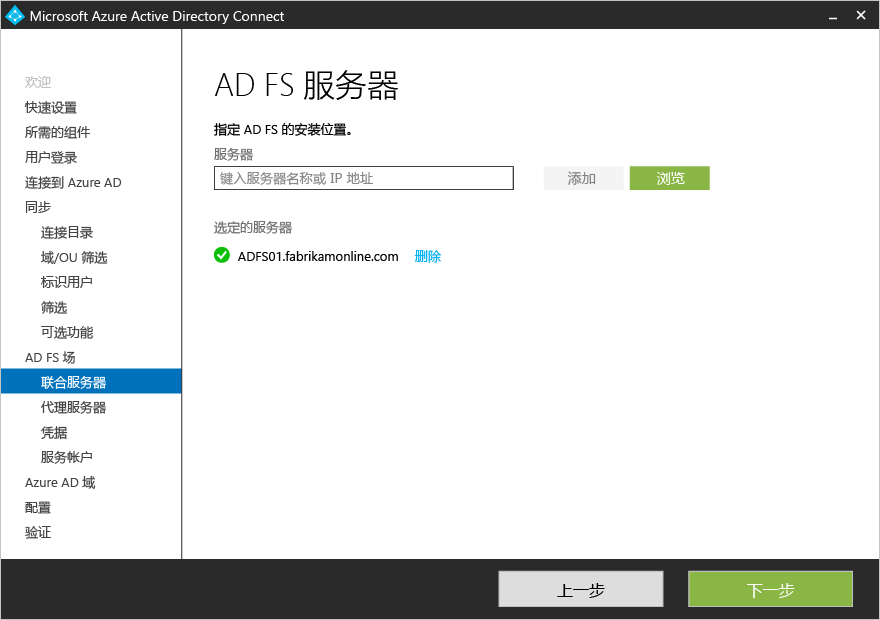 Microsoft Azure Active Directory Connect
欢迎
快速设置
所需的组件
用户登录
连接到 Azure AD
同步
连接目录
域/OU 筛选
标识用户
筛选
可选功能
AD FS 场
联合服务器
代理服务器
凭据
服务帐户
Azure AD 域
配置
验证
AD FS 服务器
指定 AD FS 的安装位置。
服务器
键入服务器名称或 IP 地址
添加
浏览
选定的服务器
ADFS01.fabrikamonline.com 删除
上一步
下一步